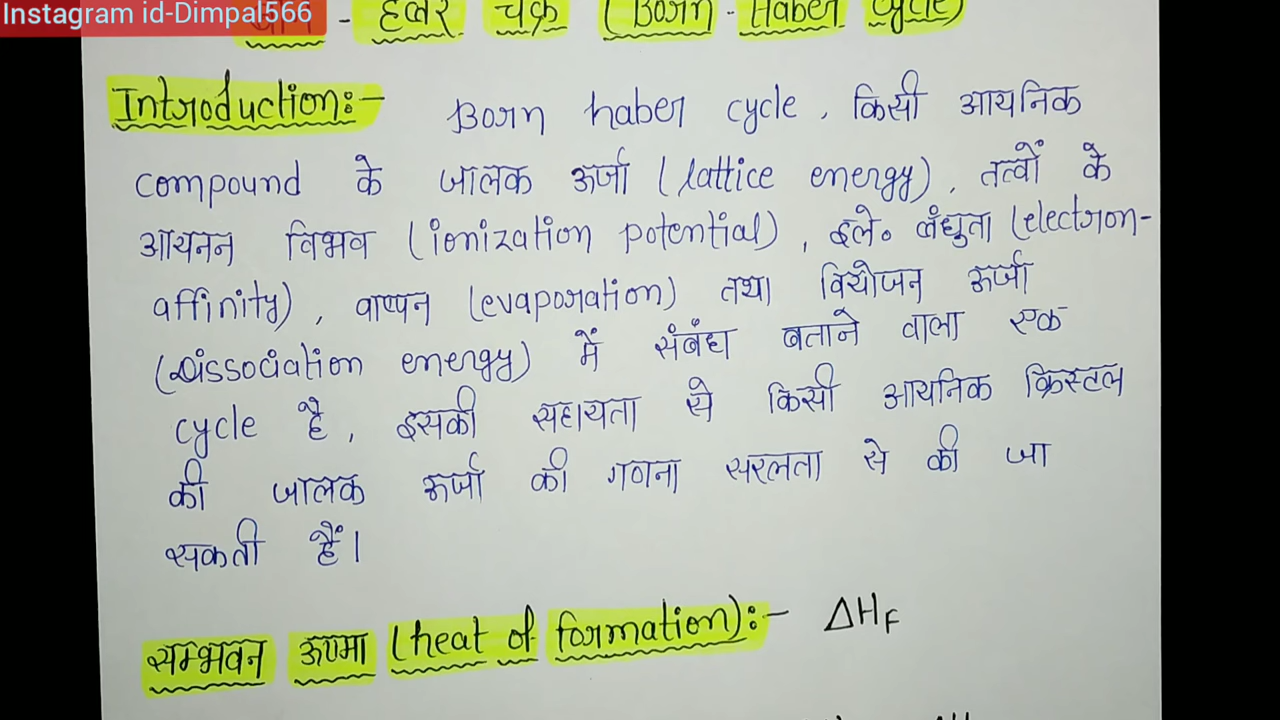 Instagram id-Dimpal566
- हेबर चक्र (Born - Haber cycle)
Introduction:- Born haber cycle, किसी आयनिक
compound के जालक ऊर्जा (lattice energy), तत्वों के
आयनन विभव (ionization potential), इले० बंधुता (electron-
affinity), वाष्पन (evaporation) तथा वियोजन ऊर्जा
(Dissociation energy) में संबंध बताने वाला एक
cycle है, इसकी सहायता से किसी आयनिक क्रिस्टल
की जालक ऊर्जा की गणना सरलता से की जा
सकती हैं।
सम्भवन ऊष्मा (heat of formation):- ΔHF